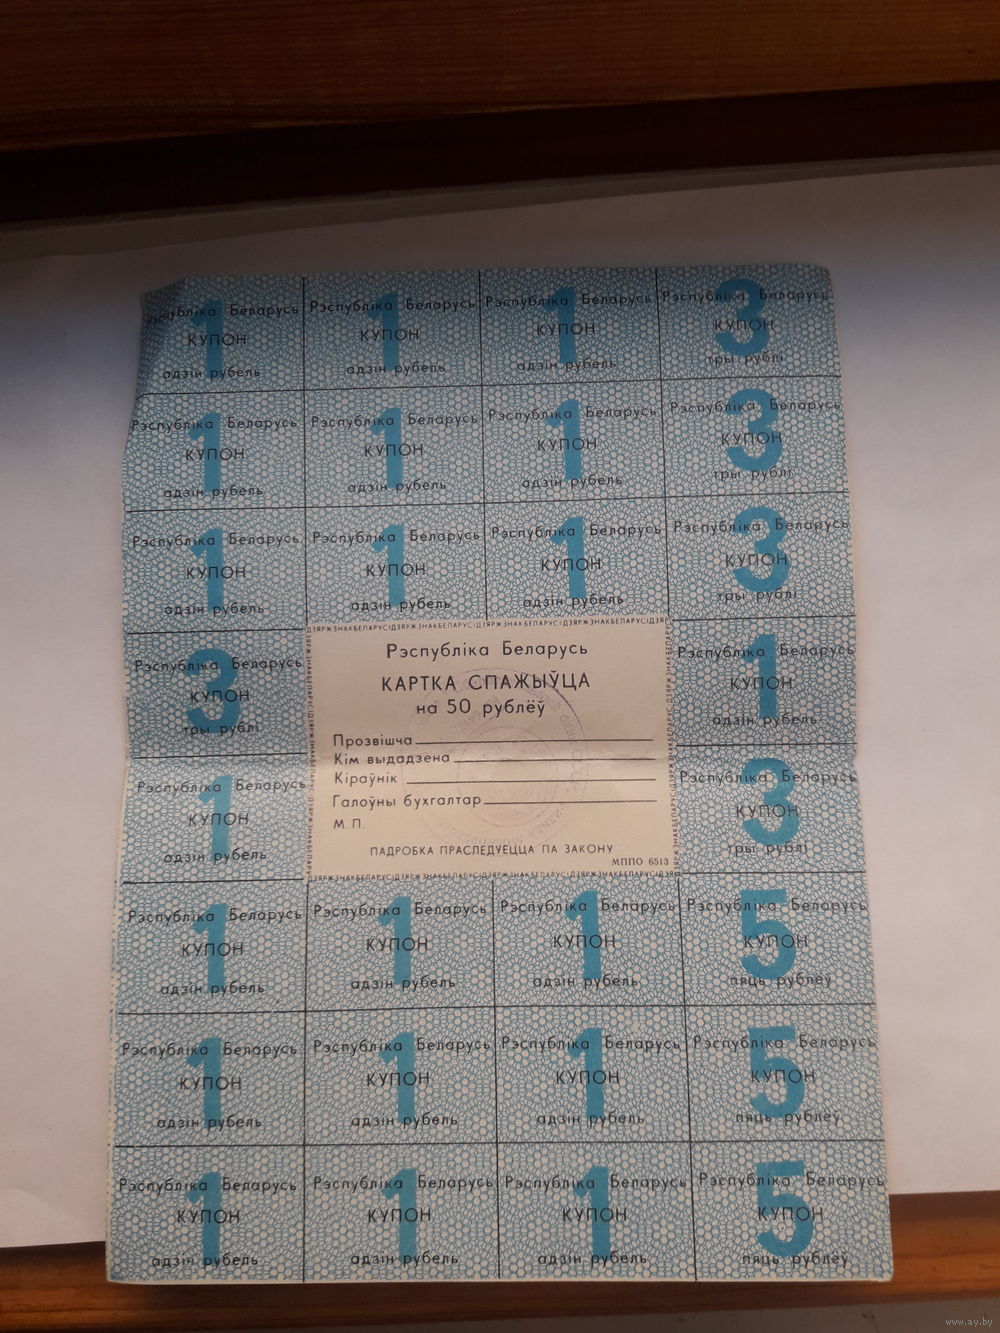 Рэспубліка Беларусь Рэспубліка Беларусь Рэспубліка Беларусь Рэспубліка Беларусь
1 КУПОН 1 КУПОН 1 КУПОН 3 КУПОН
адзін рубель адзін рубель адзін рубель тры рублі
Рэспубліка Беларусь Рэспубліка Беларусь Рэспубліка Беларусь Рэспубліка Беларусь
1 КУПОН 1 КУПОН 1 КУПОН 3 КУПОН
адзін рубель адзін рубель адзін рубель тры рублі
Рэспубліка Беларусь Рэспубліка Беларусь Рэспубліка Беларусь Рэспубліка Беларусь
1 КУПОН 1 КУПОН 1 КУПОН 3 КУПОН
адзін рубель адзін рубель адзін рубель тры рублі
Рэспубліка Беларусь
3 КУПОН
тры рублі
Рэспубліка Беларусь
1 КУПОН
адзін рубель
ДЗЯРЖЗНАКБЕЛАРУСІДЗЯРЖЗНАКБЕЛАРУСІДЗЯРЖЗНАКБЕЛАРУСІДЗЯРЖЗНАКБЕЛАРУСІ
Рэспубліка Беларусь
КАРТКА СПАЖЫЎЦА
на 50 рублёў
Прозвішча
Кім выдадзена
Кіраўнік
Галоўны бухгалтар
М. П.
ПАДРОБКА ПРАСЛЕДУЕЦЦА ПА ЗАКОНУ
МППО 6513
Рэспубліка Беларусь
1 КУПОН
адзін рубель
3 КУПОН
тры рублі
Рэспубліка Беларусь Рэспубліка Беларусь Рэспубліка Беларусь Рэспубліка Беларусь
1 КУПОН 1 КУПОН 1 КУПОН 5 КУПОН
адзін рубель адзін рубель адзін рубель пяць рублёў
Рэспубліка Беларусь Рэспубліка Беларусь Рэспубліка Беларусь Рэспубліка Беларусь
1 КУПОН 1 КУПОН 1 КУПОН 5 КУПОН
адзін рубель адзін рубель адзін рубель пяць рублёў
Рэспубліка Беларусь Рэспубліка Беларусь Рэспубліка Беларусь Рэспубліка Беларусь
1 КУПОН 1 КУПОН 1 КУПОН 5 КУПОН
адзін рубель адзін рубель адзін рубель пяць рублёў
www.ay.by